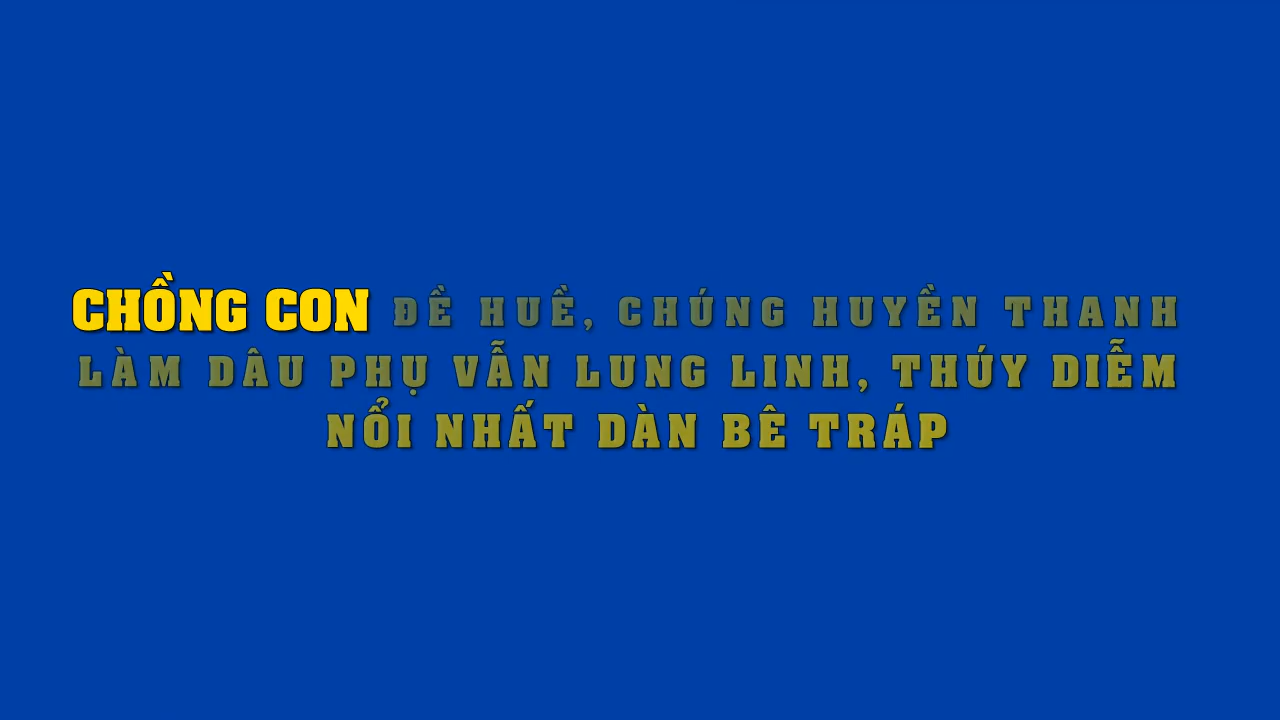 CHỒNG CON ĐỀ HUỀ, CHÚNG HUYỀN THANH
LÀM DÂU PHỤ VẪN LUNG LINH, THÚY DIỄM
NỔI NHẤT DÀN BÊ TRÁP